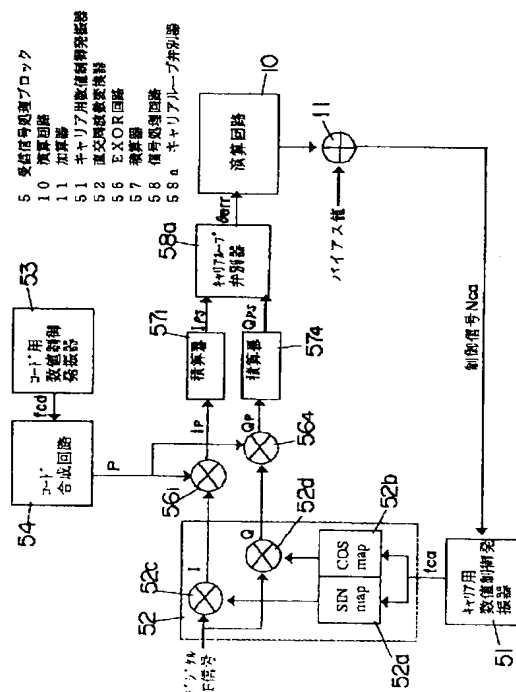 5 受信信号処理ブロック
10 演算回路
11 加算器
51 キャリア用数値制御発振器
52 直交周波数変換器
56 EXOR回路
57 積算器
58 信号処理回路
58a キャリアループ弁別器
53
コード用
数値制御
発振器
fcd
54
コード
合成回路
P
571
積算器
IPS
574
積算器
QPS
58a
キャリアループ
弁別器
θerr
10
演算回路
11
バイアス値
制御信号Nca
IP
561
QP
564
52
52c
I
Q
52d
SIN
map
COS
map
52a
52b
デジタル
IF信号
fca
キャリア用
数値制御発
振器
51